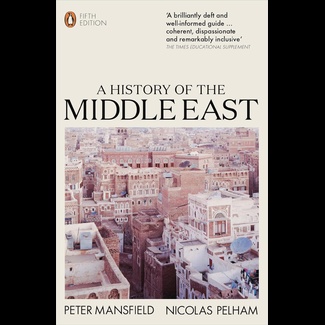 FIFTH
EDITION
'A brilliantly deft and
well-informed guide ...
coherent, dispassionate
and remarkably inclusive'
THE TIMES EDUCATIONAL SUPPLEMENT
A HISTORY OF THE
MIDDLE EAST
PETER MANSFIELD NICOLAS PELHAM